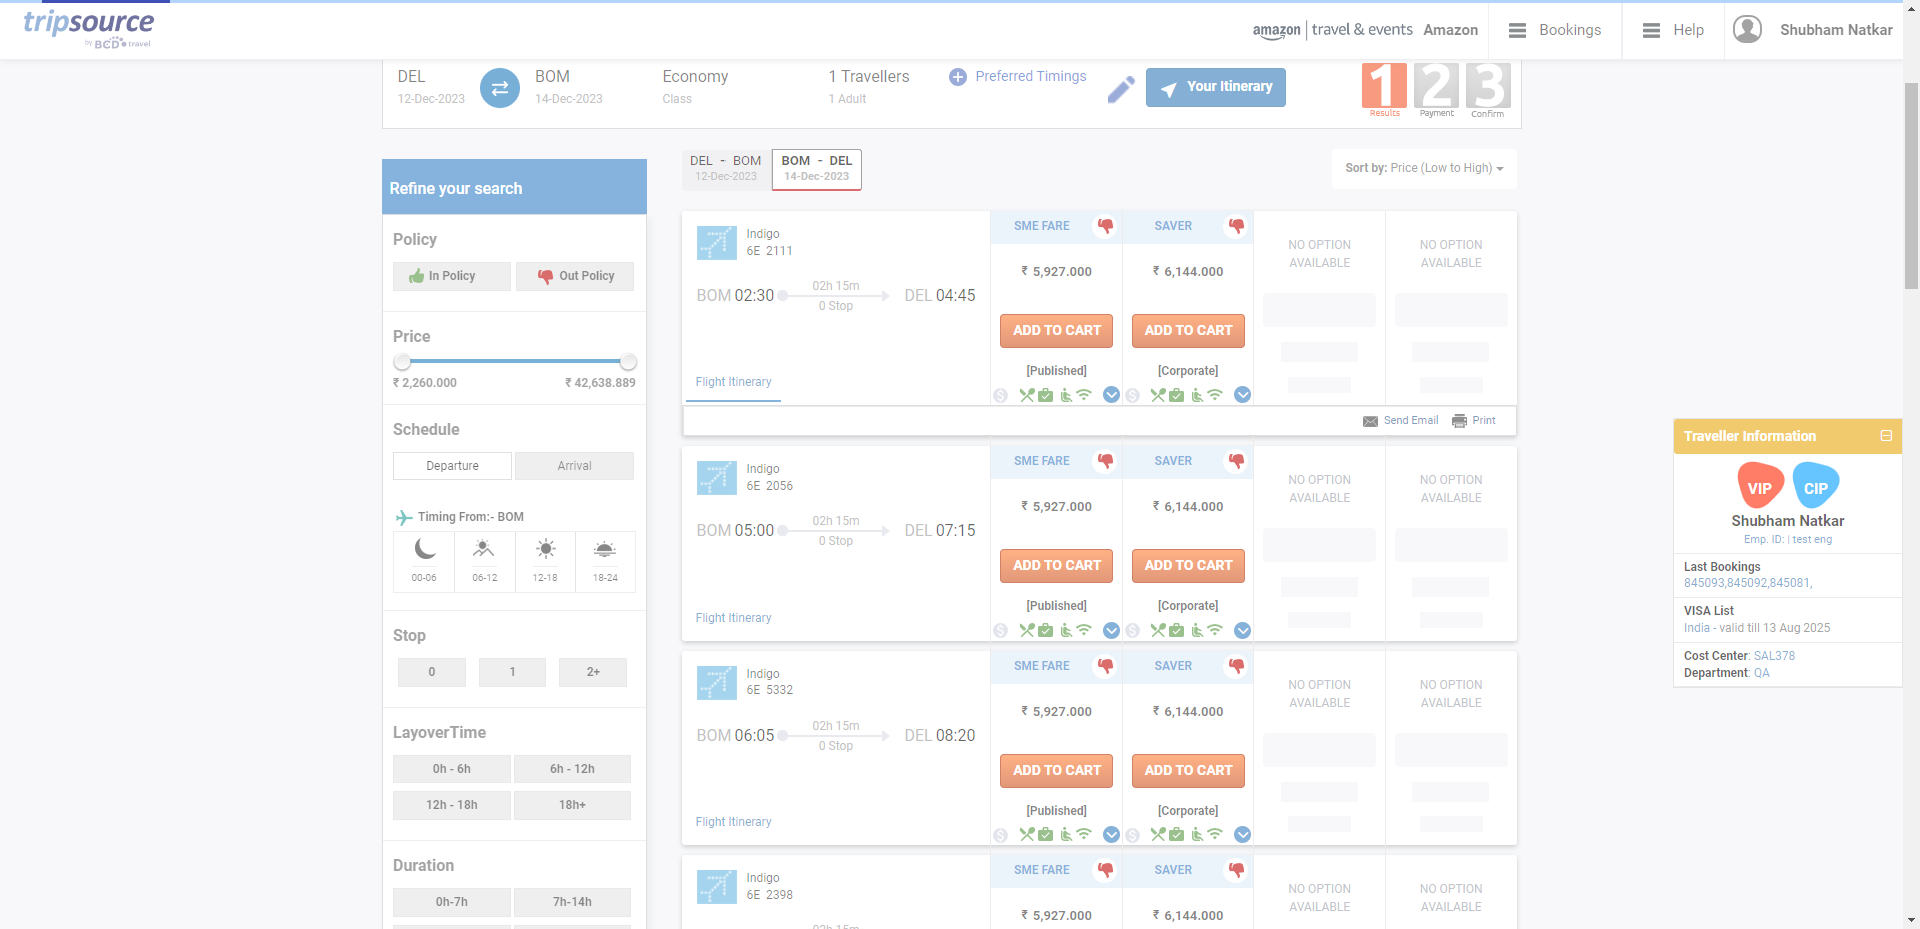 tripsource
by BCD travel
amazon travel & events Amazon
Bookings
Help
Shubham Natkar
DEL
12-Dec-2023
BOM
14-Dec-2023
Economy
Class
1 Travellers
1 Adult
Preferred Timings
Your Itinerary
1 2 3
Results Payment Confirm
DEL - BOM
12-Dec-2023
BOM - DEL
14-Dec-2023
Sort by: Price (Low to High)
Refine your search
Policy
In Policy
Out Policy
Price
₹ 2,260.000
₹ 42,638.889
Schedule
Departure
Arrival
Timing From:- BOM
00-06
06-12
12-18
18-24
Stop
0
1
2+
LayoverTime
0h - 6h
6h - 12h
12h - 18h
18h+
Duration
0h-7h
7h-14h
Indigo
6E 2111
BOM 02:30
02h 15m
0 Stop
DEL 04:45
Flight Itinerary
SME FARE
₹ 5,927.000
ADD TO CART
[Published]
SAVER
₹ 6,144.000
ADD TO CART
[Corporate]
NO OPTION
AVAILABLE
NO OPTION
AVAILABLE
Send Email
Print
Indigo
6E 2056
BOM 05:00
02h 15m
0 Stop
DEL 07:15
Flight Itinerary
SME FARE
₹ 5,927.000
ADD TO CART
[Published]
SAVER
₹ 6,144.000
ADD TO CART
[Corporate]
NO OPTION
AVAILABLE
NO OPTION
AVAILABLE
Indigo
6E 5332
BOM 06:05
02h 15m
0 Stop
DEL 08:20
Flight Itinerary
SME FARE
₹ 5,927.000
ADD TO CART
[Published]
SAVER
₹ 6,144.000
ADD TO CART
[Corporate]
NO OPTION
AVAILABLE
NO OPTION
AVAILABLE
Indigo
6E 2398
02h 15m
SME FARE
₹ 5,927.000
SAVER
₹ 6,144.000
NO OPTION
AVAILABLE
NO OPTION
AVAILABLE
Traveller Information
VIP
CIP
Shubham Natkar
Emp. ID: | test eng
Last Bookings
845093,845092,845081,
VISA List
India - valid till 13 Aug 2025
Cost Center: SAL378
Department: QA